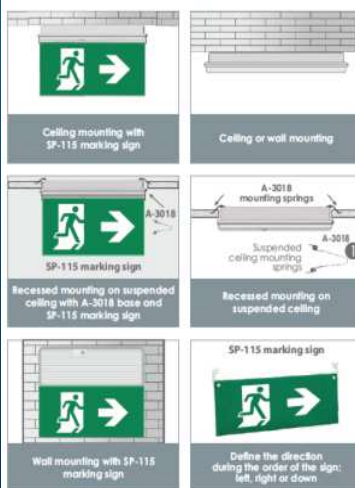 Ceiling mounting with
SP-115 marking sign
Ceiling or wall mounting
A-3018
SP-115 marking sign
Recessed mounting on suspended
ceiling with A-3018 base and
SP-115 marking sign
A-3018
mounting springs
A-3018
Suspended
ceiling mounting
springs
1
Recessed mounting on
suspended ceiling
Wall mounting with SP-115
marking sign
SP-115 marking sign
Define the direction
during the order of the sign:
left, right or down